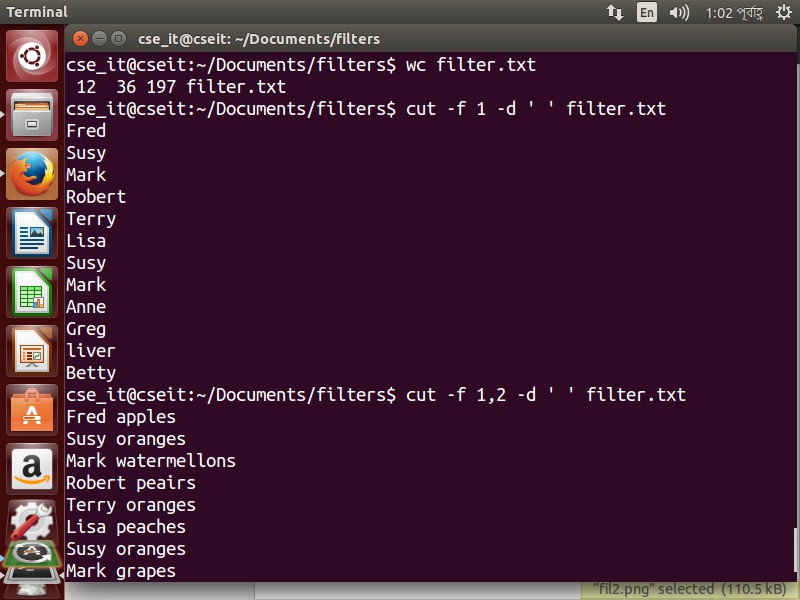 Terminal
En
1:02 পূর্বাহ্ণ
cse_it@cseit: ~/Documents/filters
cse_it@cseit:~/Documents/filters$ wc filter.txt
 12  36 197 filter.txt
cse_it@cseit:~/Documents/filters$ cut -f 1 -d ' ' filter.txt
Fred
Susy
Mark
Robert
Terry
Lisa
Susy
Mark
Anne
Greg
liver
Betty
cse_it@cseit:~/Documents/filters$ cut -f 1,2 -d ' ' filter.txt
Fred apples
Susy oranges
Mark watermellons
Robert peairs
Terry oranges
Lisa peaches
Susy oranges
Mark grapes
"fil2.png" selected (110.5 kB)